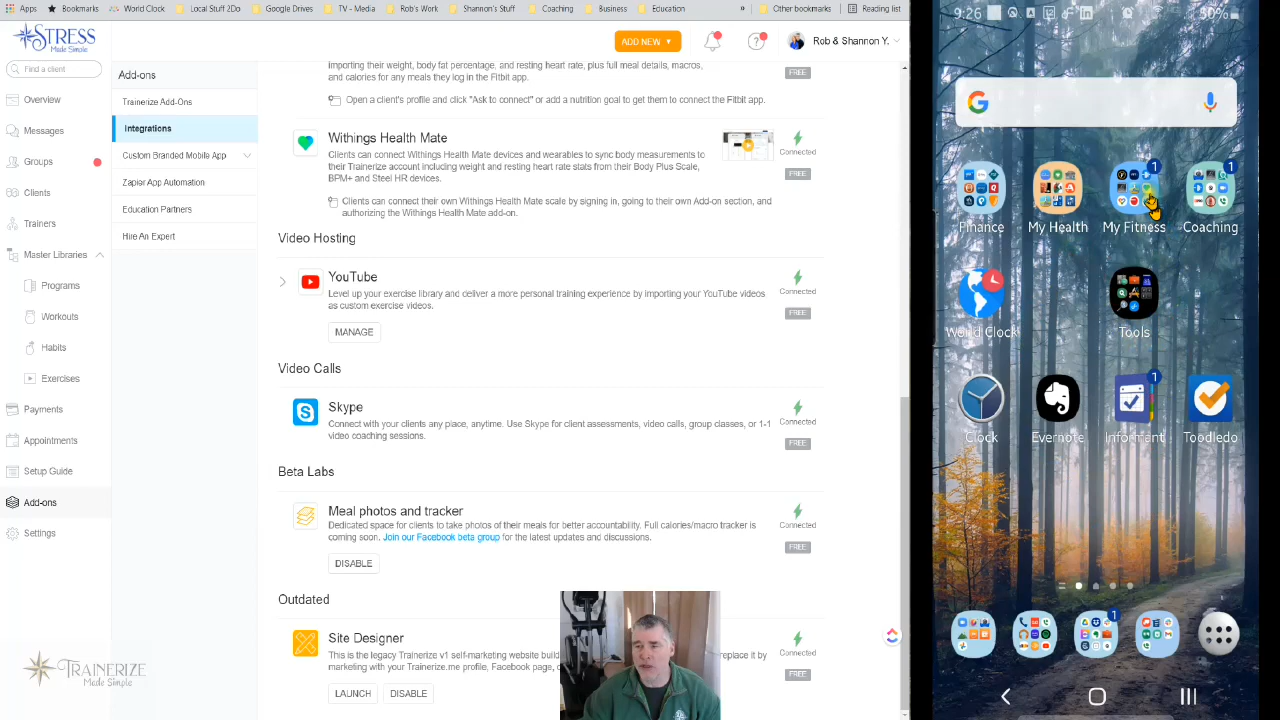 Apps
Bookmarks
World Clock
Local Stuff 2Do
Google Drives
TV - Media
Rob's Work
Shannon's Stuff
Coaching
Business
Education
»
Other bookmarks
Reading list
STRESS
Made Simple
ADD NEW ▼
Rob & Shannon Y.
Find a client
Overview
Messages
Groups
Clients
Trainers
Master Libraries
Programs
Workouts
Habits
Exercises
Payments
Appointments
Setup Guide
Add-ons
Settings
TRAINERIZE
Made Simple
Add-ons
Trainerize Add-Ons
Integrations
Custom Branded Mobile App
Zapier App Automation
Education Partners
Hire An Expert
importing their weight, body fat percentage, and resting heart rate, plus full meal details, macros,
and calories for any meals they log in the Fitbit app.
FREE
Open a client's profile and click "Ask to connect" or add a nutrition goal to get them to connect the Fitbit app.
Withings Health Mate
Clients can connect Withings Health Mate devices and wearables to sync body measurements to
their Trainerize account including weight and resting heart rate stats from their Body Plus Scale,
BPM+ and Steel HR devices.
Connected
FREE
Clients can connect their own Withings Health Mate scale by signing in, going to their own Add-on section, and
authorizing the Withings Health Mate add-on.
Video Hosting
YouTube
Level up your exercise library and deliver a more personal training experience by importing your YouTube videos
as custom exercise videos.
Connected
FREE
MANAGE
Video Calls
Skype
Connect with your clients any place, anytime. Use Skype for client assessments, video calls, group classes, or 1-1
video coaching sessions.
Connected
FREE
Beta Labs
Meal photos and tracker
Dedicated space for clients to take photos of their meals for better accountability. Full calories/macro tracker is
coming soon. Join our Facebook beta group for the latest updates and discussions.
Connected
FREE
DISABLE
Outdated
Site Designer
This is the legacy Trainerize v1 self-marketing website build
replace it by
marketing with your Trainerize.me profile, Facebook page,
Connected
FREE
LAUNCH
DISABLE
9:26
50%
1
1
Finance
My Health
My Fitness
Coaching
World Clock
Tools
1
Clock
Evernote
Informant
Toodledo
1